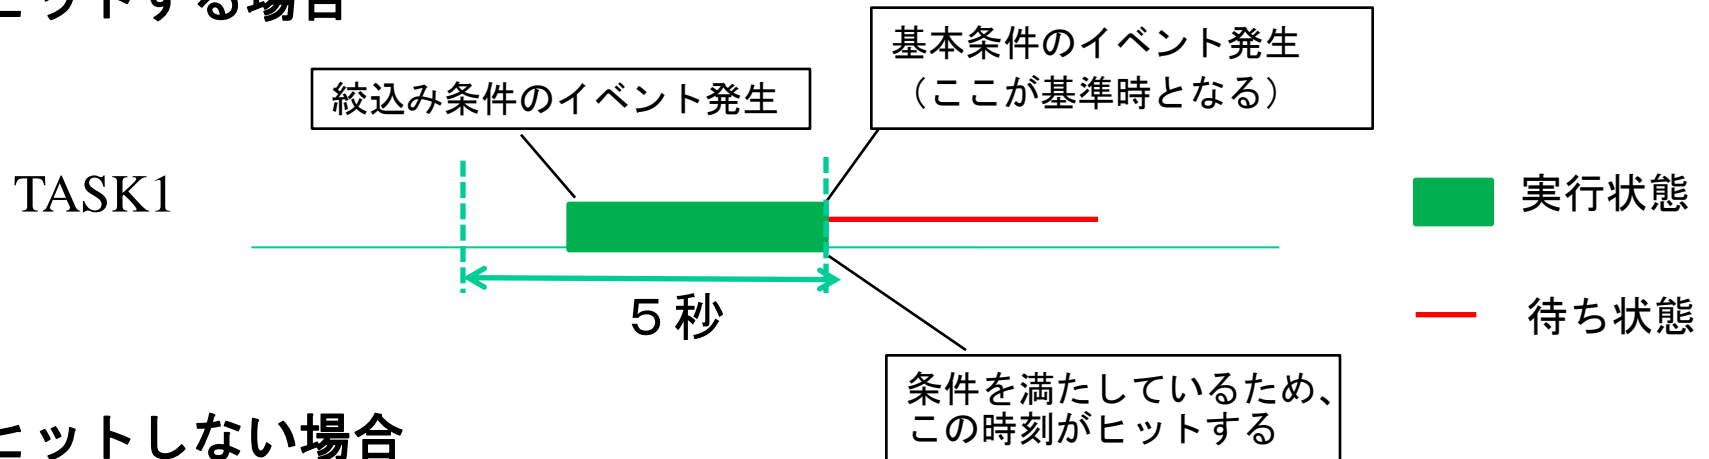 ヒットする場合
基本条件のイベント発生
（ここが基準時となる）
絞込み条件のイベント発生
TASK1
実行状態
５秒
待ち状態
条件を満たしているため、
この時刻がヒットする
ヒットしない場合